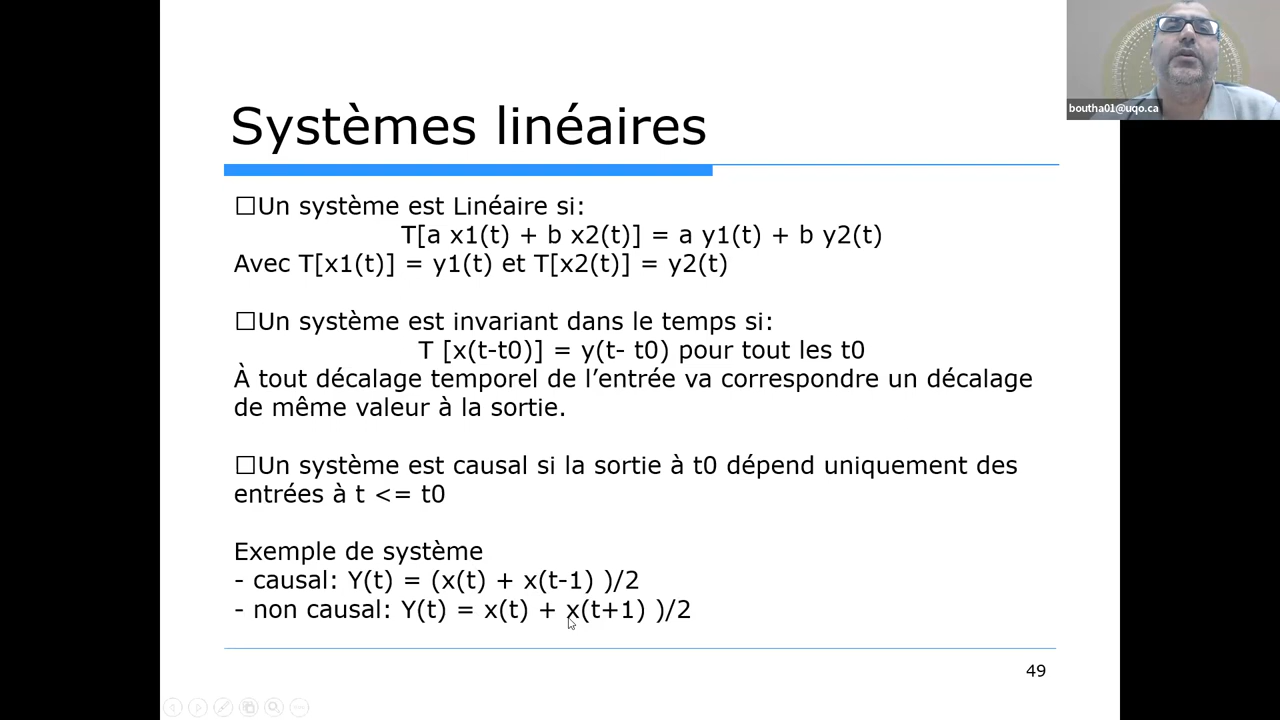 boutha01@uqo.ca
Systèmes linéaires
☐Un système est Linéaire si:
T[a x1(t) + b x2(t)] = a y1(t) + b y2(t)
Avec T[x1(t)] = y1(t) et T[x2(t)] = y2(t)
☐Un système est invariant dans le temps si:
T [x(t-t0)] = y(t- t0) pour tout les t0
À tout décalage temporel de l’entrée va correspondre un décalage
de même valeur à la sortie.
☐Un système est causal si la sortie à t0 dépend uniquement des
entrées à t <= t0
Exemple de système
- causal: Y(t) = (x(t) + x(t-1) )/2
- non causal: Y(t) = x(t) + x(t+1) )/2
49